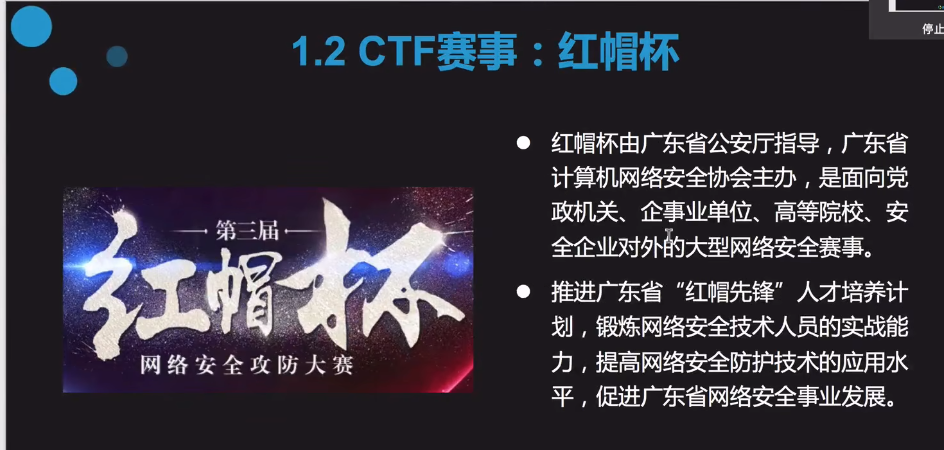 停止
1.2 CTF赛事：红帽杯
第三届
红帽杯
网络安全攻防大赛
红帽杯由广东省公安厅指导，广东省
计算机网络安全协会主办，是面向党
政机关、企事业单位、高等院校、安
全企业对外的大型网络安全赛事。
推进广东省“红帽先锋”人才培养计
划，锻炼网络安全技术人员的实战能
力，提高网络安全防护技术的应用水
平，促进广东省网络安全事业发展。